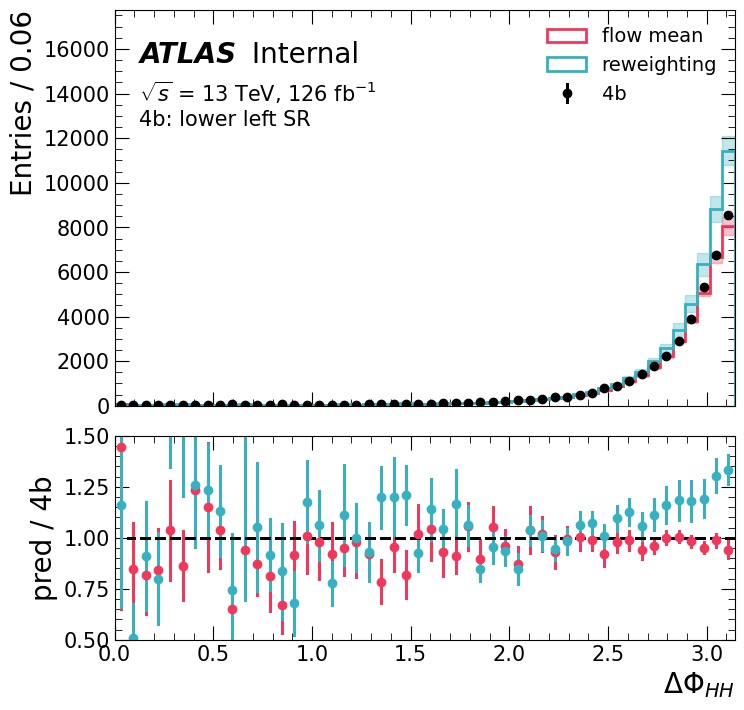 Entries / 0.06
16000
14000
12000
10000
8000
6000
4000
2000
0
ATLAS Internal
√s = 13 TeV, 126 fb⁻¹
4b: lower left SR
flow mean
reweighting
4b
pred / 4b
1.50
1.25
1.00
0.75
0.50
0.0 0.5 1.0 1.5 2.0 2.5 3.0
ΔΦ_HH